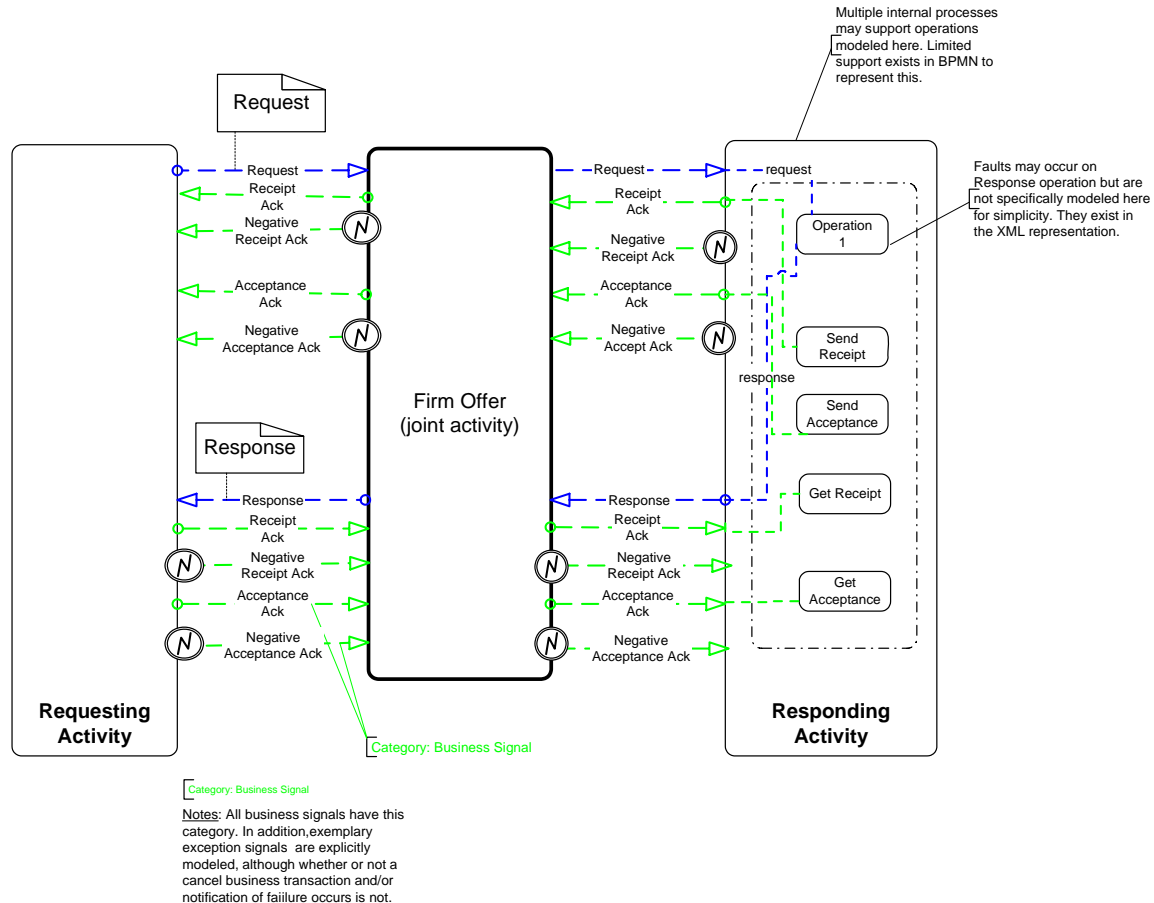 Multiple internal processes
may support operations
modeled here. Limited
support exists in BPMN to
represent this.
Request
Faults may occur on
Response operation but are
not specifically modeled here
for simplicity. They exist in
the XML representation.
Request
Receipt
Ack
Negative
Receipt Ack
Acceptance
Ack
Negative
Acceptance Ack
Request
Receipt
Ack
Negative
Receipt Ack
Acceptance
Ack
Negative
Accept Ack
request
Operation
1
Send
Receipt
response
Send
Acceptance
Get Receipt
Get
Acceptance
Firm Offer
(joint activity)
Response
Response
Receipt
Ack
Negative
Receipt Ack
Acceptance
Ack
Negative
Acceptance Ack
Response
Receipt
Ack
Negative
Receipt Ack
Acceptance
Ack
Negative
Acceptance Ack
Requesting
Activity
Responding
Activity
Category: Business Signal
Category: Business Signal
Notes: All business signals have this
category. In addition,exemplary
exception signals  are explicitly
modeled, although whether or not a
cancel business transaction and/or
notification of faiilure occurs is not.